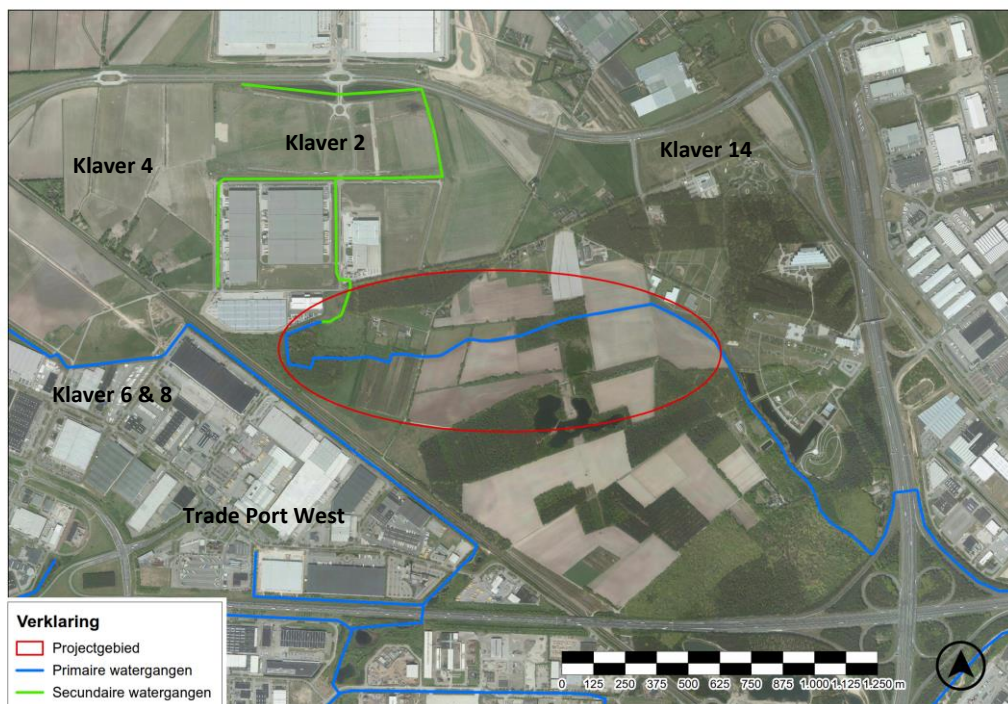 Klaver 4
Klaver 2
Klaver 14
Klaver 6 & 8
Trade Port West
Verklaring
Projectgebied
Primaire watergangen
Secundaire watergangen
0 125 250 375 500 625 750 875 1.000 1.125 1.250 m